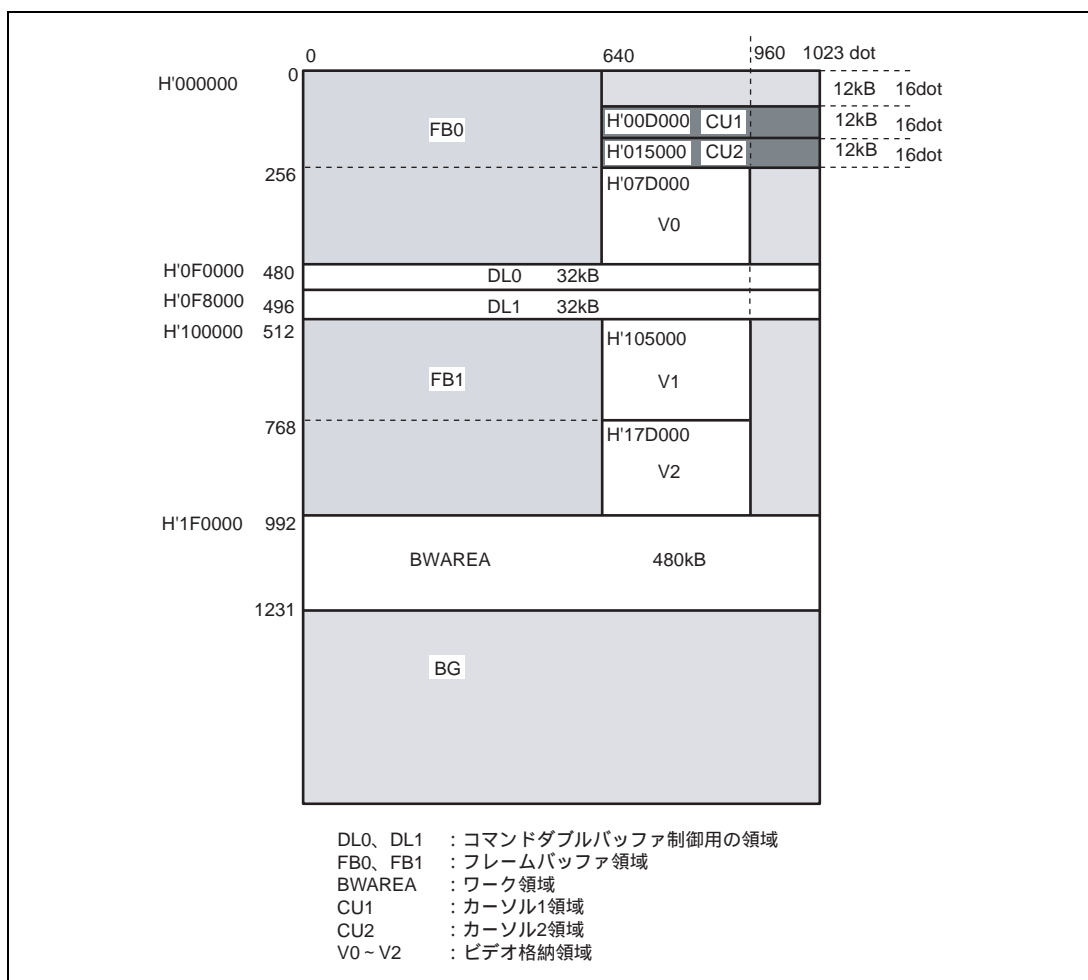 0 640 960 1023 dot
H'000000 0
12kB 16dot
FB0 H'00D000 CU1 12kB 16dot
H'015000 CU2 12kB 16dot
256 H'07D000
V0
H'0F0000 480 DL0 32kB
H'0F8000 496 DL1 32kB
H'100000 512 H'105000
FB1 V1
768 H'17D000
V2
H'1F0000 992
BWAREA 480kB
1231
BG
DL0、DL1 :コマンドダブルバッファ制御用の領域
FB0、FB1 :フレームバッファ領域
BWAREA :ワーク領域
CU1 :カーソル1領域
CU2 :カーソル2領域
V0~V2 :ビデオ格納領域